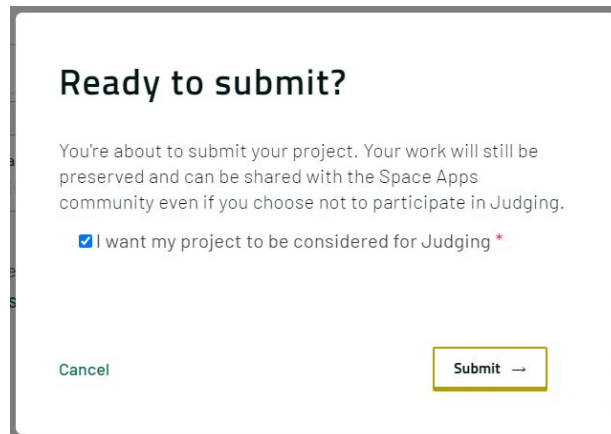 Ready to submit?
You're about to submit your project. Your work will still be
preserved and can be shared with the Space Apps
community even if you choose not to participate in Judging.
I want my project to be considered for Judging *
Cancel
Submit →